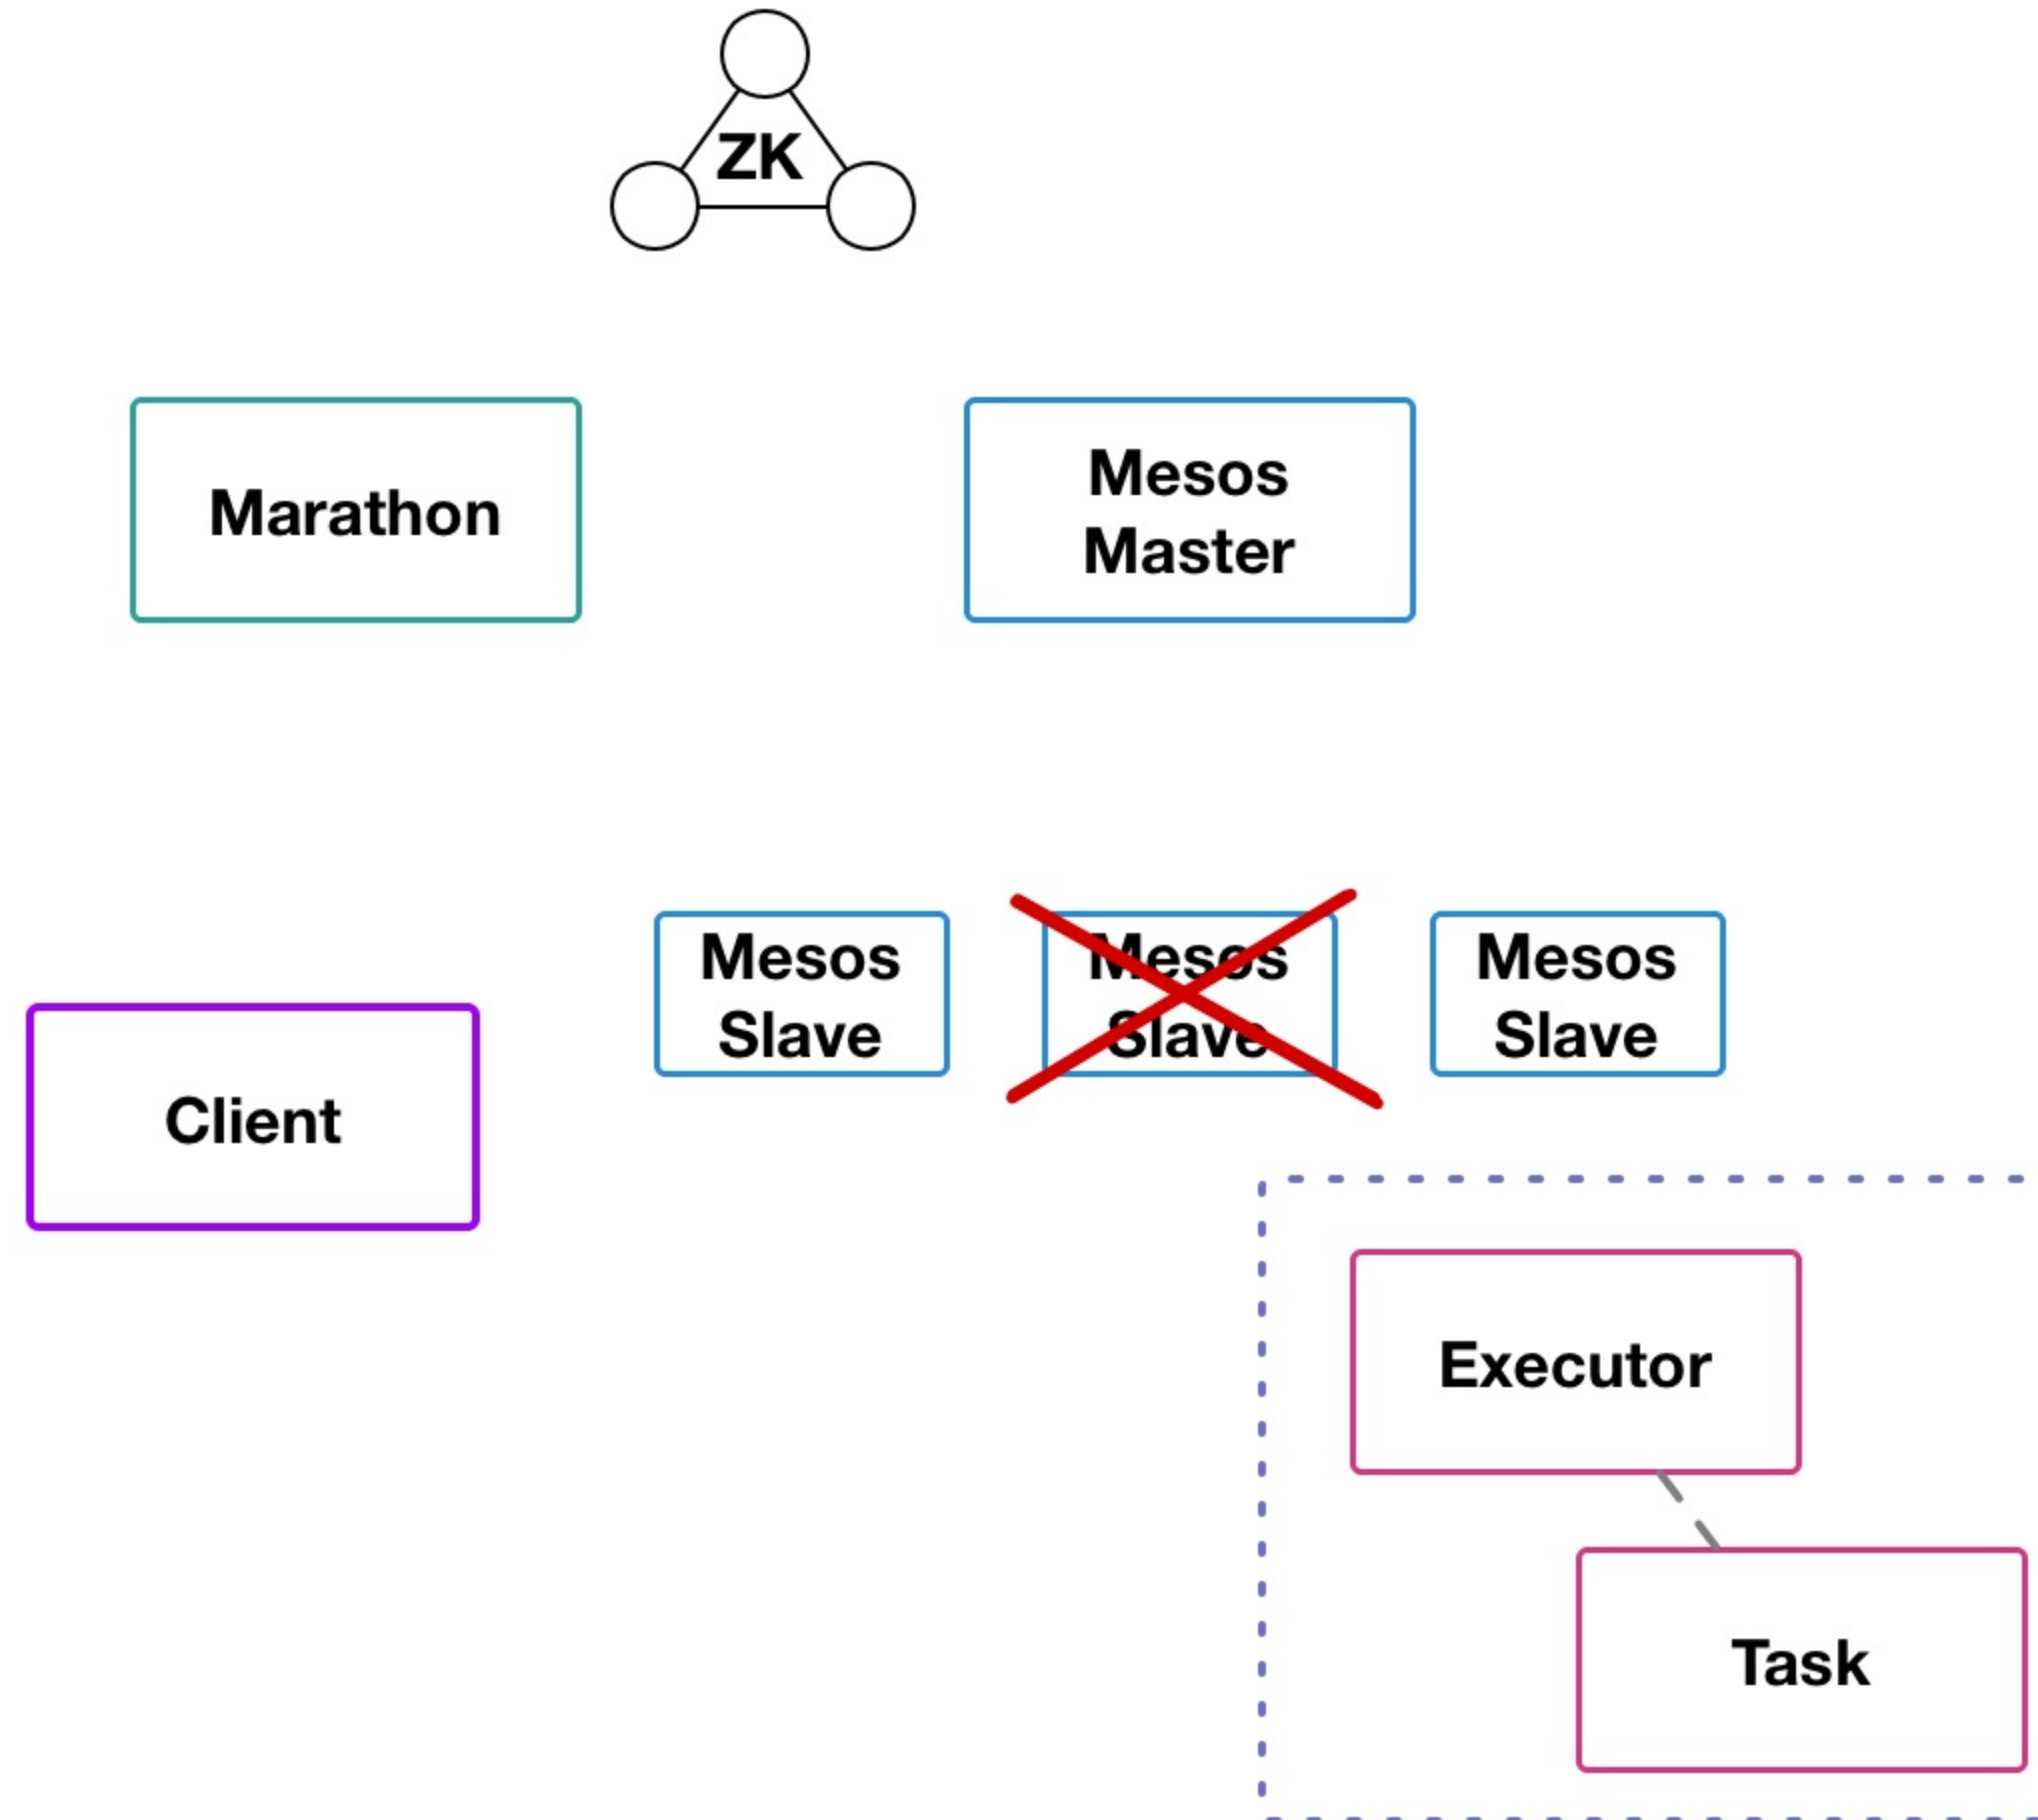 ZK
Marathon
Mesos
Master
Mesos
Slave
Mesos
Slave
Mesos
Slave
Client
Executor
Task